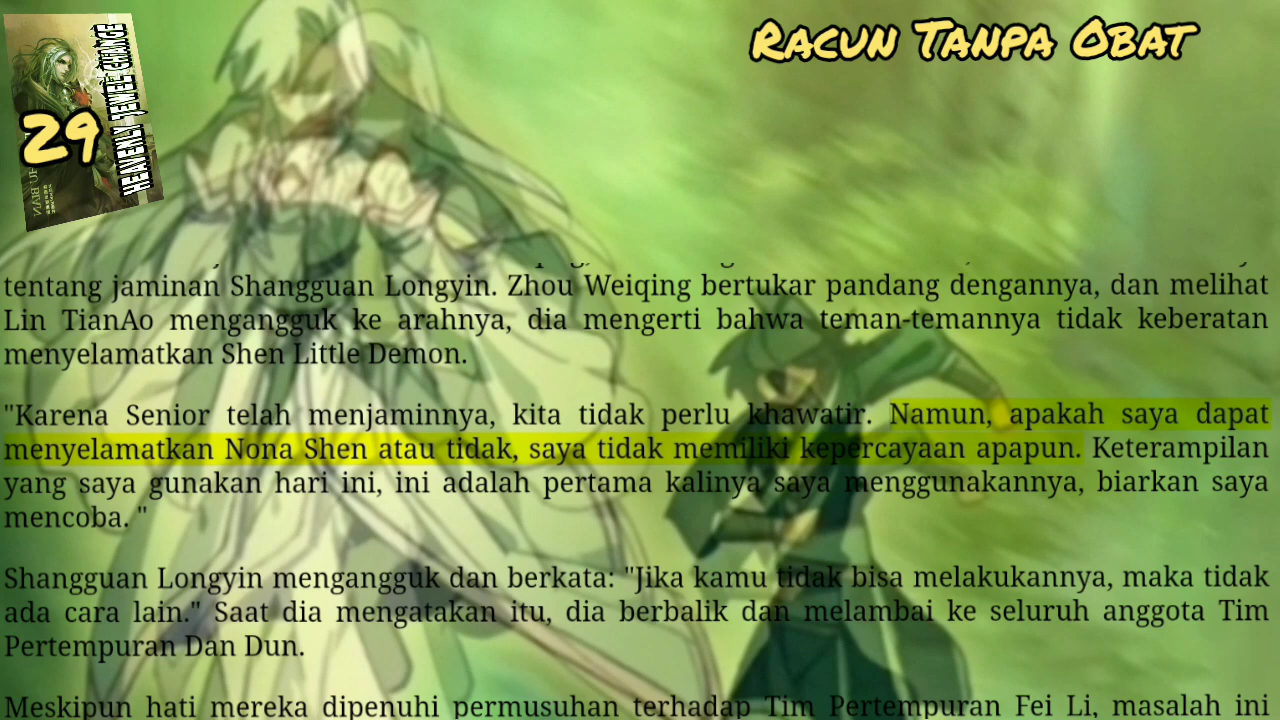 Racun Tanpa Obat
29
HEAVENLY JEWEL CHANGE
tentang jaminan Shangguan Longyin. Zhou Weiqing bertukar pandang dengannya, dan melihat
Lin TianAo mengangguk ke arahnya, dia mengerti bahwa teman-temannya tidak keberatan
menyelamatkan Shen Little Demon.
"Karena Senior telah menjaminnya, kita tidak perlu khawatir. Namun, apakah saya dapat
menyelamatkan Nona Shen atau tidak, saya tidak memiliki kepercayaan apapun. Keterampilan
yang saya gunakan hari ini, ini adalah pertama kalinya saya menggunakannya, biarkan saya
mencoba. "
Shangguan Longyin mengangguk dan berkata: "Jika kamu tidak bisa melakukannya, maka tidak
ada cara lain." Saat dia mengatakan itu, dia berbalik dan melambai ke seluruh anggota Tim
Pertempuran Dan Dun.
Meskipun hati mereka dipenuhi permusuhan terhadap Tim Pertempuran Fei Li, masalah ini